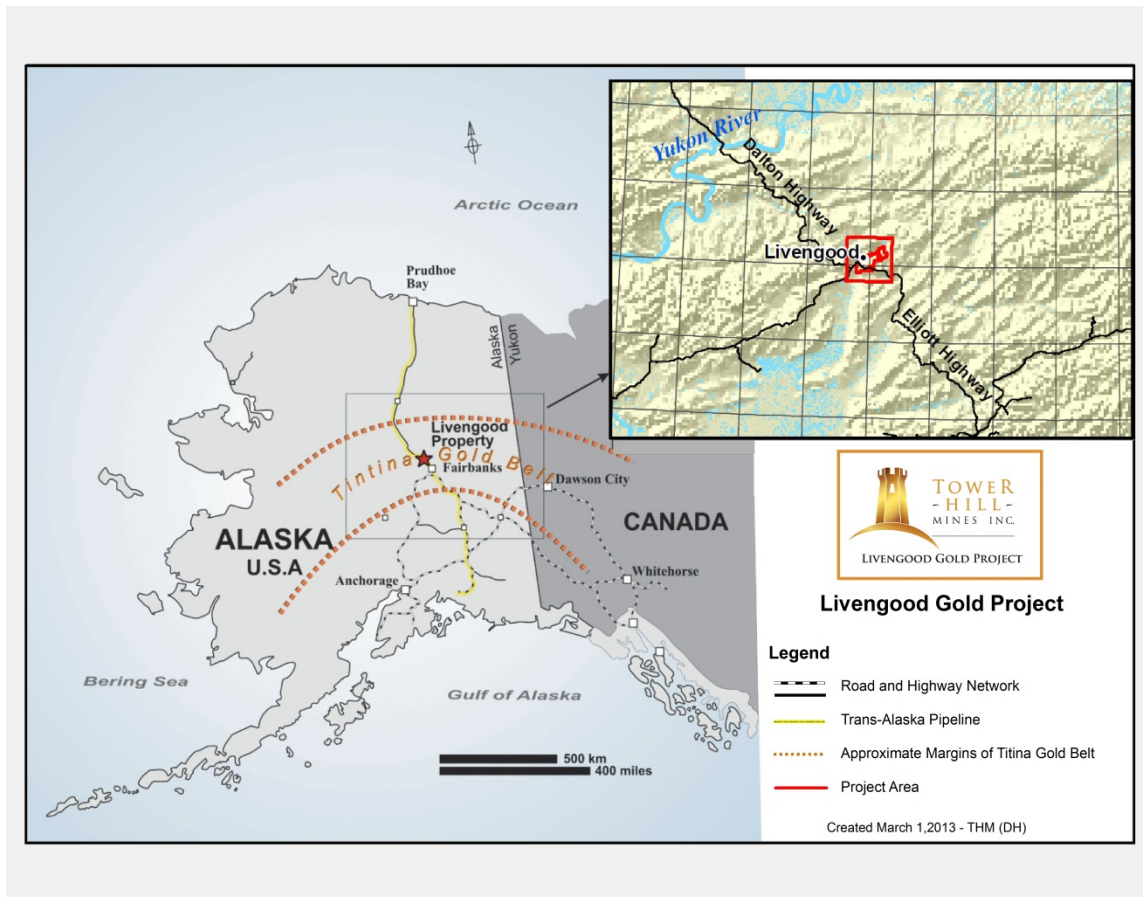 Arctic Ocean
Prudhoe
Bay
Alaska
Yukon
Livengood
Property
Tintina Gold Belt
Fairbanks
Dawson City
ALASKA
U.S.A
CANADA
Anchorage
Whitehorse
Bering Sea
Gulf of Alaska
500 km
400 miles
Yukon River
Dalton Highway
Livengood
Elliott Highway
TOWER
- HILL -
MINES INC.
LIVENGOOD GOLD PROJECT
Livengood Gold Project
Legend
Road and Highway Network
Trans-Alaska Pipeline
Approximate Margins of Titina Gold Belt
Project Area
Created March 1,2013 - THM (DH)